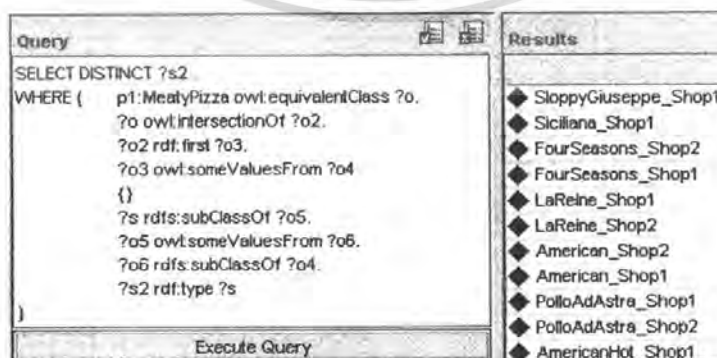 Query
SELECT DISTINCT ?s2
WHERE { p1:MeatyPizza owl:equivalentClass ?o.
?o owl:intersectionOf ?o2.
?o2 rdf:first ?o3.
?o3 owl:someValuesFrom ?o4
{}
?s rdfs:subClassOf ?o5.
?o5 owl:someValuesFrom ?o6.
?o6 rdfs:subClassOf ?o4.
?s2 rdf:type ?s
}
Execute Query
Results
SloppyGiuseppe_Shop1
Siciliana_Shop1
FourSeasons_Shop2
FourSeasons_Shop1
LaReine_Shop1
LaReine_Shop2
American_Shop2
American_Shop1
PolloAdAstra_Shop1
PolloAdAstra_Shop2
AmericanHot_Shop1